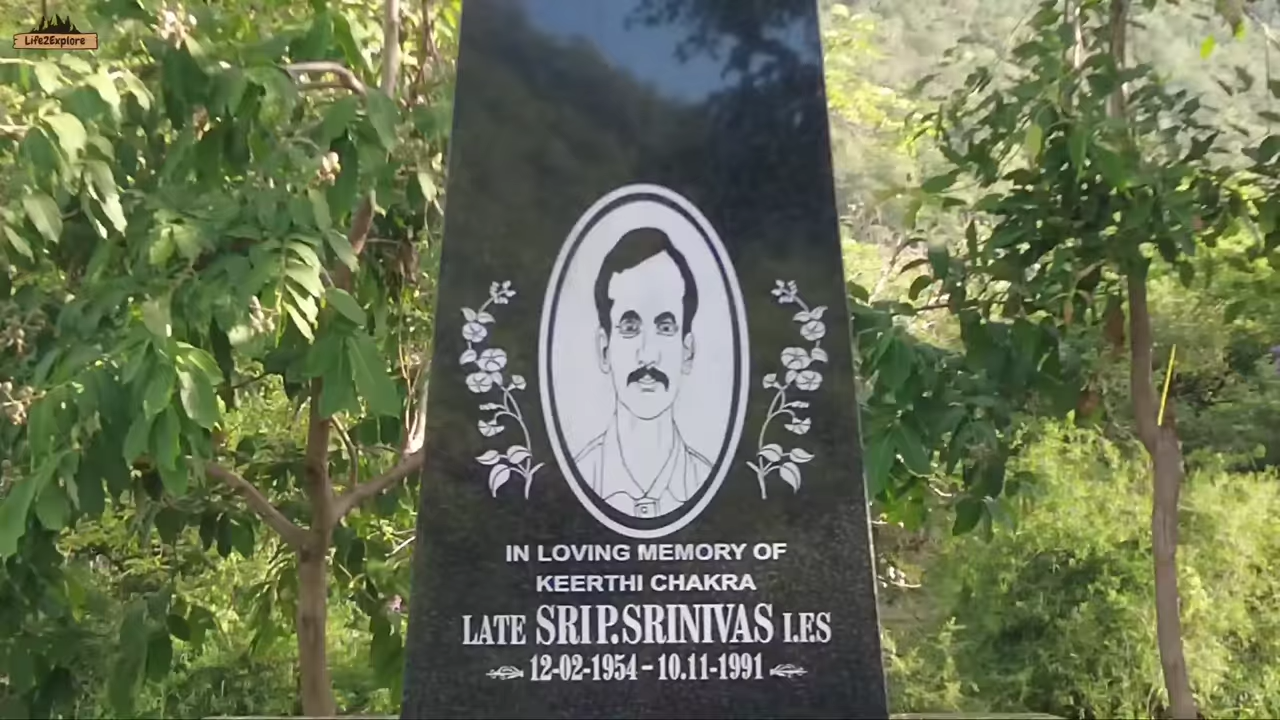 Life2Explore
IN LOVING MEMORY OF
KEERTHI CHAKRA
LATE SRI P. SRINIVAS I.F.S
12-02-1954 - 10.11-1991